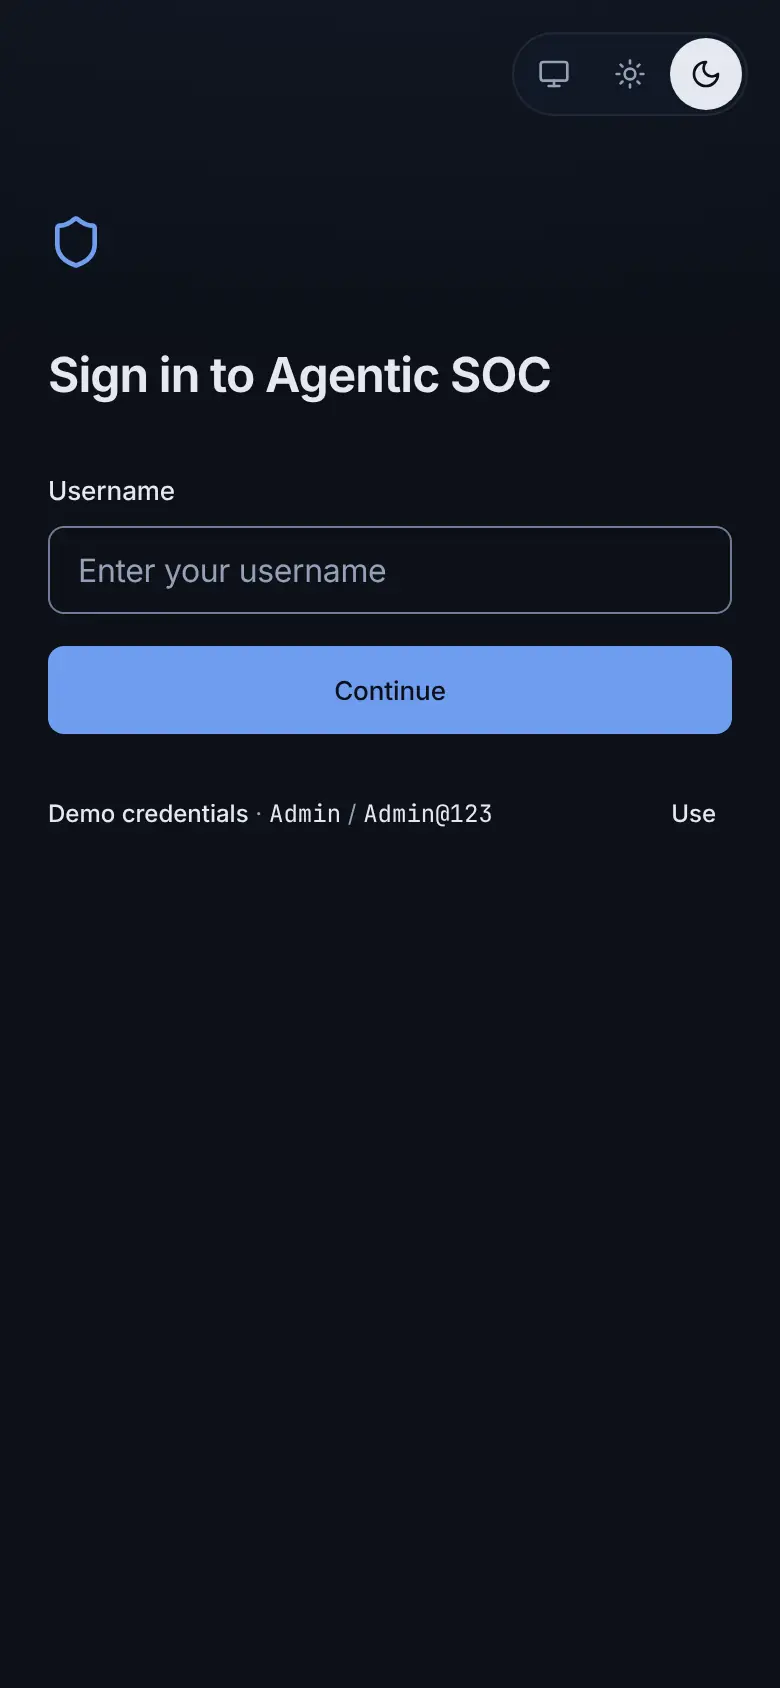 Sign in to Agentic SOC
Username
Enter your username
Continue
Demo credentials · Admin / Admin@123 Use